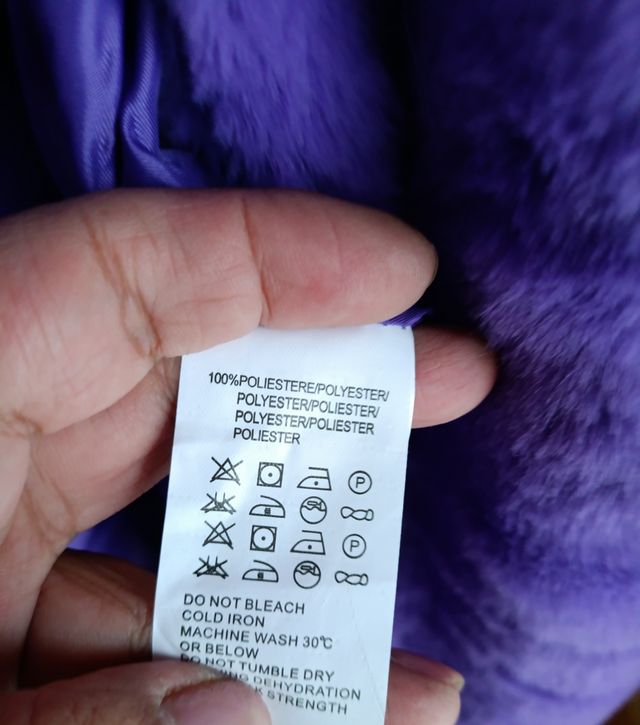 100%POLIESTERE/POLYESTER/
POLYESTER/POLIESTER/
POLYESTER/POLIESTER
POLIESTER
P
P
DO NOT BLEACH
COLD IRON
MACHINE WASH 30℃
OR BELOW
DO NOT TUMBLE DRY
DEHYDRATION
STRENGTH